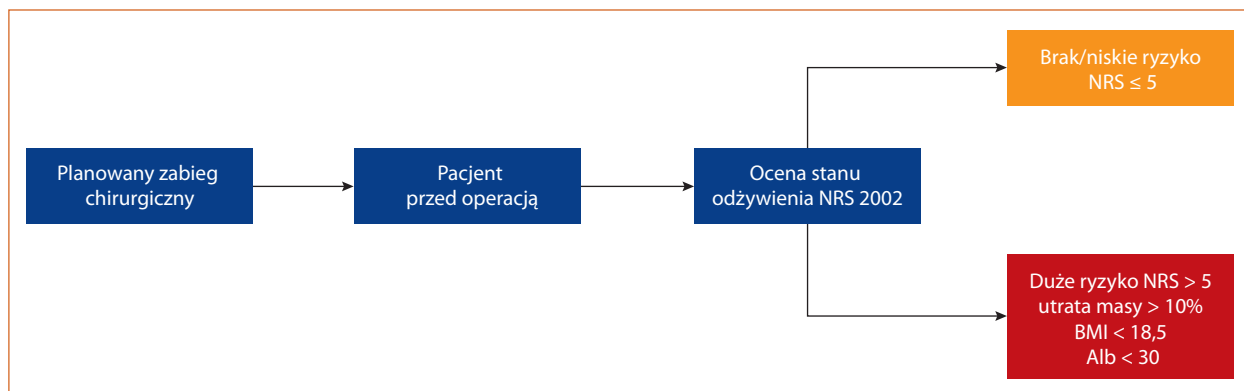 Planowany zabieg
chirurgiczny
Pacjent
przed operacją
Ocena stanu
odżywienia NRS 2002
Brak/niskie ryzyko
NRS ≤ 5
Duże ryzyko NRS > 5
utrata masy > 10%
BMI < 18,5
Alb < 30